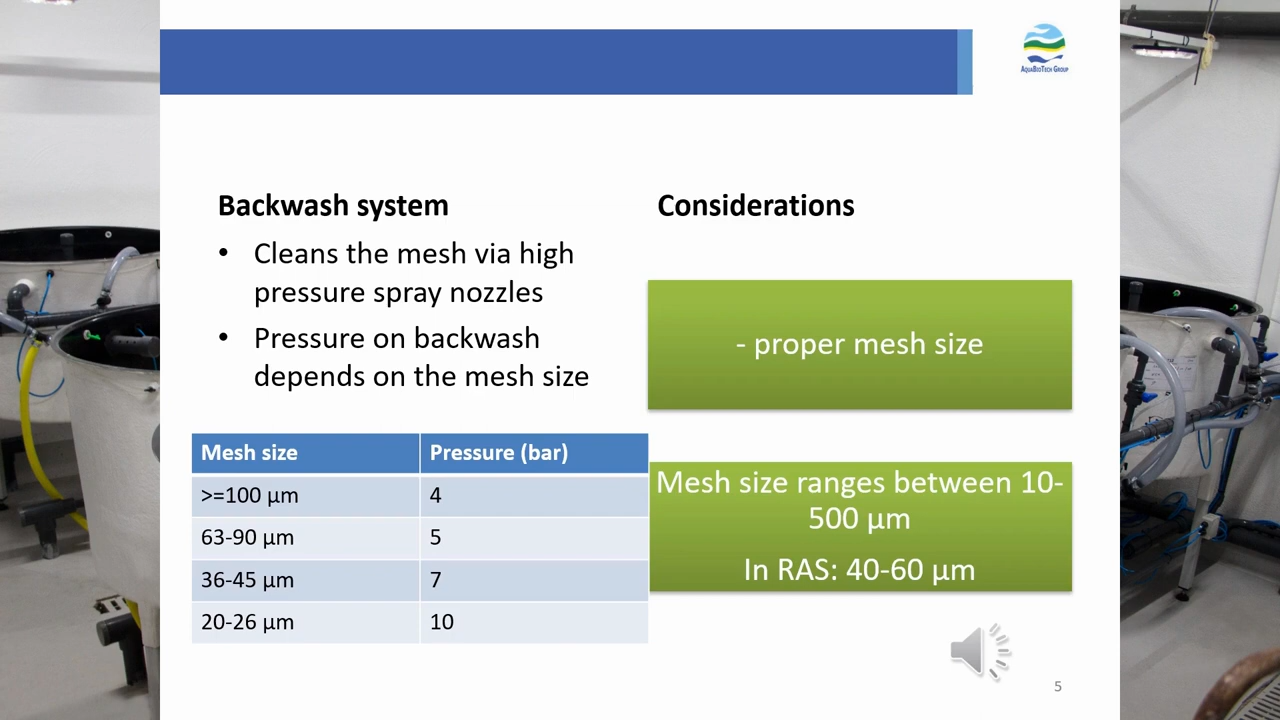 AQUABIOTECH GROUP
Backwash system
• Cleans the mesh via high
pressure spray nozzles
• Pressure on backwash
depends on the mesh size
Mesh size Pressure (bar)
>=100 µm 4
63-90 µm 5
36-45 µm 7
20-26 µm 10
Considerations
- proper mesh size
Mesh size ranges between 10-
500 µm
In RAS: 40-60 µm
5